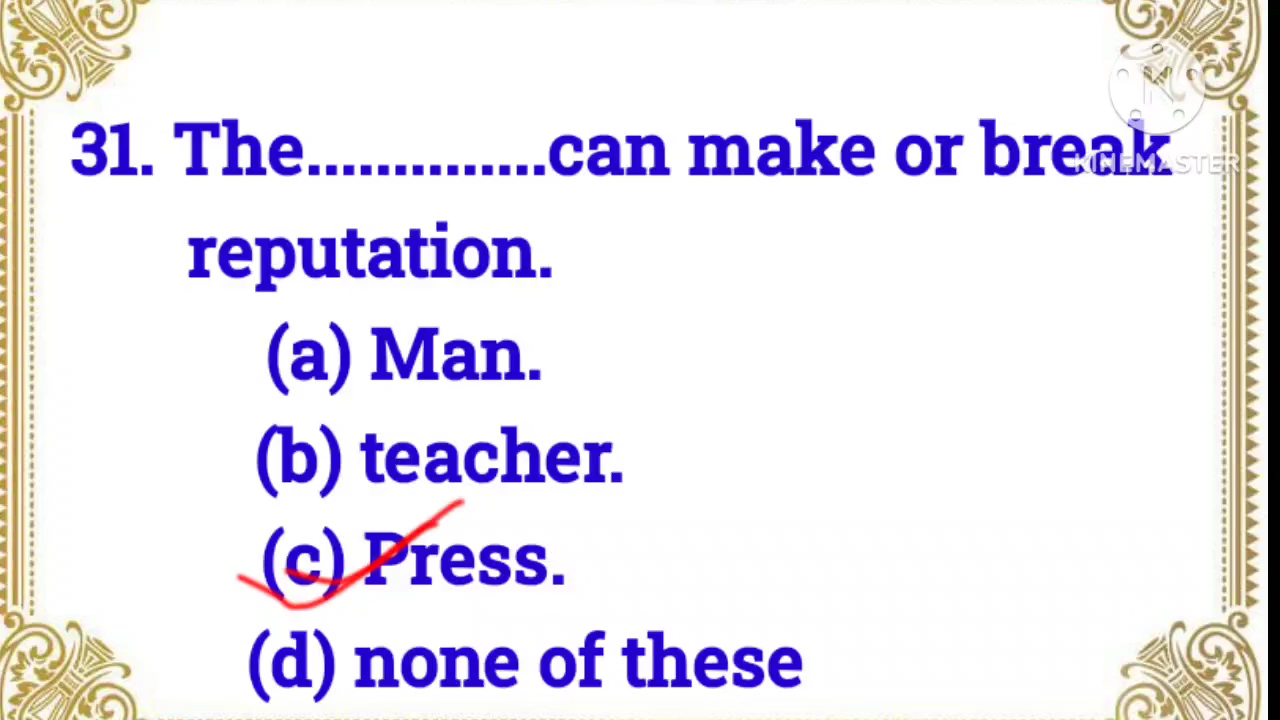 31. The..............can make or break
reputation.
(a) Man.
(b) teacher.
(c) Press.
(d) none of these
KINEMASTER